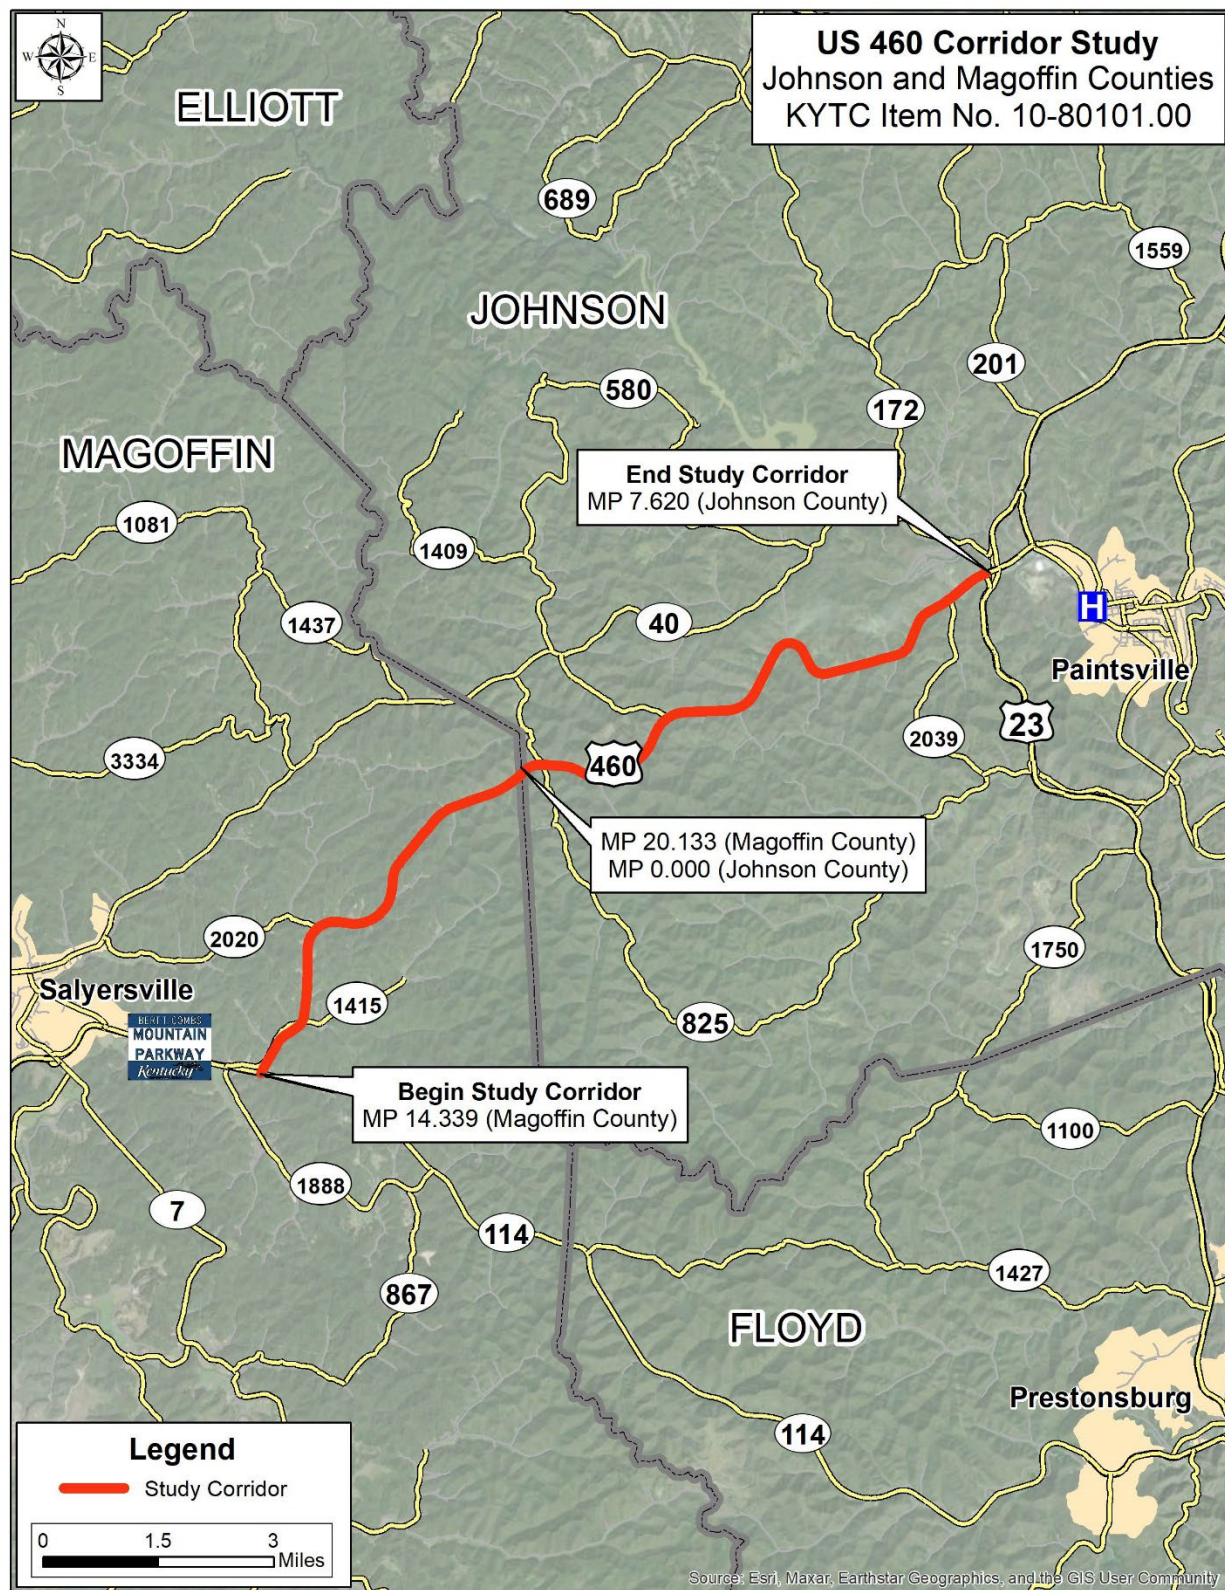 N
W E
S
US 460 Corridor Study
Johnson and Magoffin Counties
KYTC Item No. 10-80101.00
ELLIOTT
689
1559
JOHNSON
201
580
172
MAGOFFIN
End Study Corridor
MP 7.620 (Johnson County)
1081
1409
H
1437
40
Paintsville
23
2039
3334
460
MP 20.133 (Magoffin County)
MP 0.000 (Johnson County)
2020
1750
Salyersville
1415
825
BERT T COMBS
MOUNTAIN
PARKWAY
Kentucky
Begin Study Corridor
MP 14.339 (Magoffin County)
1100
1888
7
114
1427
867
FLOYD
Prestonsburg
114
Legend
Study Corridor
0 1.5 3
Miles
Source: Esri, Maxar, Earthstar Geographics, and the GIS User Community